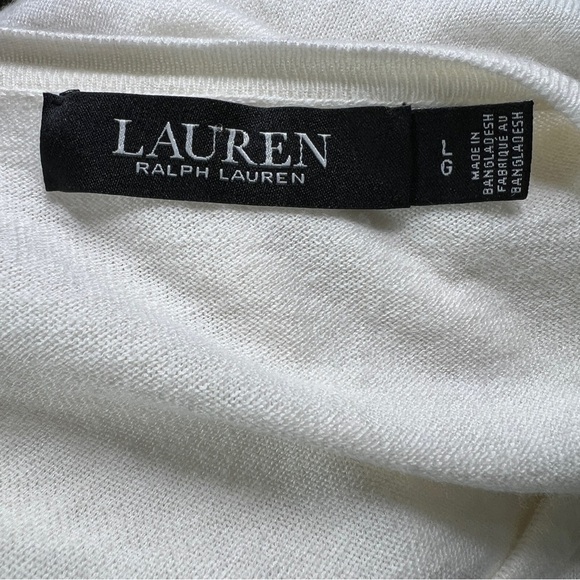 LAUREN
RALPH LAUREN
L
G
MADE IN
BANGLADESH
FABRIQUÉ AU
BANGLADESH